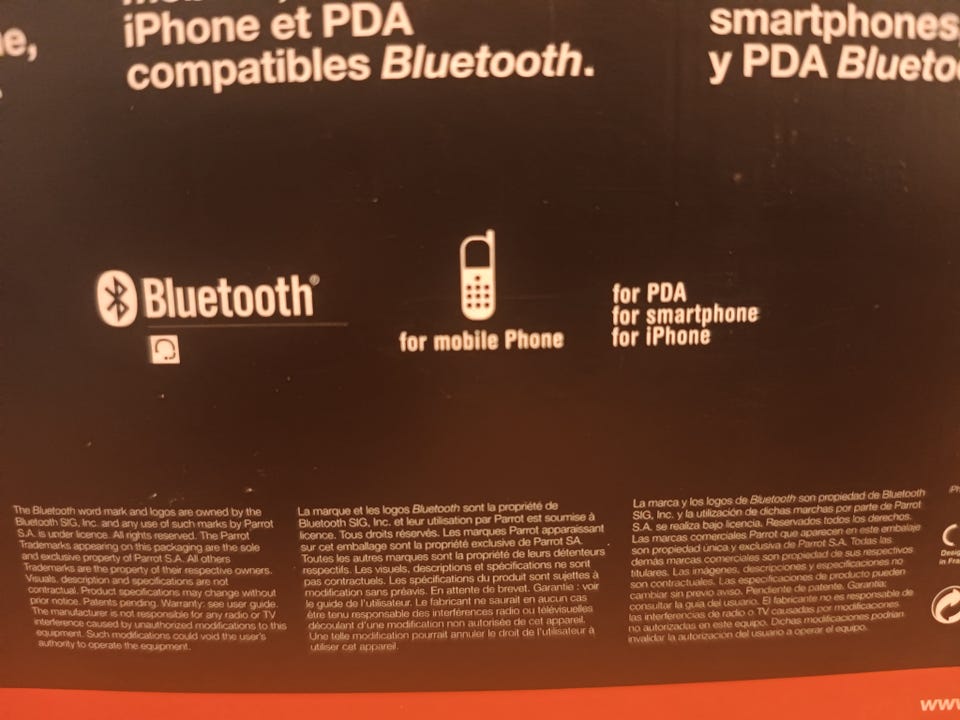 iPhone et PDA
compatibles Bluetooth.
smartphones,
y PDA
Bluetooth®
for mobile Phone
for PDA
for smartphone
for iPhone
The Bluetooth word mark and logos are owned by the
Bluetooth SIG, Inc. and any use of such marks by Parrot
S.A. is under licence. All rights reserved. The Parrot
Trademarks appearing on this packaging are the sole
and exclusive property of Parrot S.A. All others
Trademarks are the property of their respective owners.
Visuals, description and specifications are not
contractual. Product specifications may change without
prior notice. Patents pending. Warranty: see user guide.
The manufacturer is not responsible for any radio or TV
interference caused by unauthorized modifications to this
equipment. Such modifications could void the user's
authority to operate the equipment.
La marque et les logos Bluetooth sont la propriété de
Bluetooth SIG, Inc. et leur utilisation par Parrot est soumise à
licence. Tous droits réservés. Les marques Parrot apparaissant
sur cet emballage sont la propriété exclusive de Parrot SA.
Toutes les autres marques sont la propriété de leurs détenteurs
respectifs. Les visuels, descriptions et spécifications ne sont
pas contractuels. Les spécifications du produit sont sujettes à
modification sans préavis. En attente de brevet. Garantie : voir
le guide de l'utilisateur. Le fabricant ne saurait en aucun cas
être tenu responsable des interférences radio ou télévisuelles
découlant d'une modification non autorisée de cet appareil.
Une telle modification pourrait annuler le droit de l'utilisateur à
utiliser cet appareil.
La marca y los logos de Bluetooth son propiedad de Bluetooth
SIG, Inc. y la utilización de dichas marchas por parte de Parrot
S.A. se realiza bajo licencia. Reservados todos los derechos.
Las marcas comerciales Parrot que aparecen en este embalaje
son propiedad única y exclusiva de Parrot S.A. Todas las
demás marcas comerciales son propiedad de sus respectivos
titulares. Las imágenes, descripciones y especificaciones no
son contractuales. Las especificaciones de producto pueden
cambiar sin previo aviso. Pendiente de patente. Garantía:
consultar la guía del usuario. El fabricante no es responsable de
las interferencias de radio o TV causadas por modificaciones
no autorizadas en este equipo. Dichas modificaciones podrían
invalidar la autorización del usuario a operar el equipo.
in Fra
www